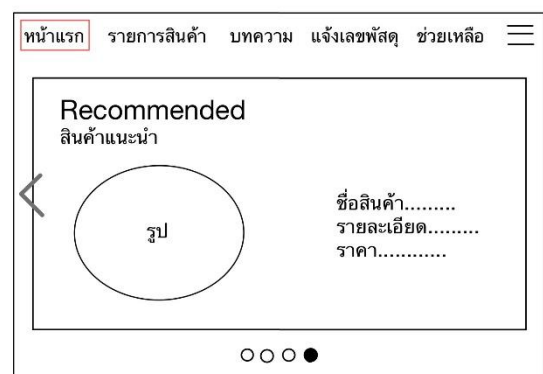 หน้าแรก รายการสินค้า บทความ แจ้งเลขพัสดุ ช่วยเหลือ
Recommended
สินค้าแนะนำ
รูป
ชื่อสินค้า.........
รายละเอียด.........
ราคา............